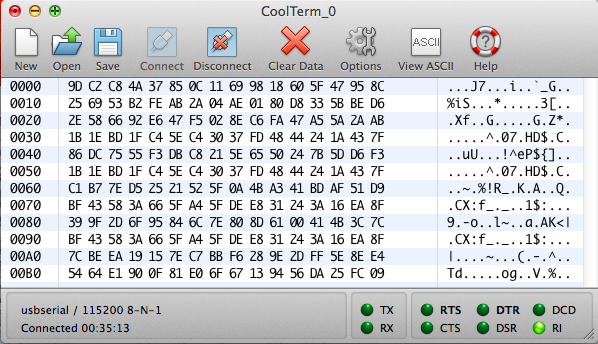 CoolTerm_0
New Open Save Connect Disconnect Clear Data Options View ASCII Help
ASCII
0000 9D C2 C8 4A 37 85 0C 11 69 98 18 60 5F 47 95 8C ...J7...i..`_G..
0010 25 69 53 B2 FE AB 2A 04 AE 01 80 D8 33 5B BE D6 %iS...*.....3[..
0020 2E 58 66 92 E6 47 F5 02 8E C6 FA 47 A5 5A 2A AB .Xf..G.....G.Z*.
0030 1B 1E BD 1F C4 5E C4 30 37 FD 48 44 24 1A 43 7F .....^.07.HD$.C.
0040 86 DC 75 55 F3 DB C8 21 5E 65 50 24 7B 5D D6 F3 ..uU...!^eP${]..
0050 1B 1E BD 1F C4 5E C4 30 37 FD 48 44 24 1A 43 7F .....^.07.HD$.C.
0060 C1 B7 7E D5 25 21 52 5F 0A 4B A3 41 BD AF 51 D9 ..~.%!R_.K.A..Q.
0070 BF 43 58 3A 66 5F A4 5F DE E8 31 24 3A 16 EA 8F .CX:f_._..1$:...
0080 39 9F 2D 6F 95 84 6C 7E 80 8D 61 00 41 4B 3C 7C 9.-o..l~..a.AK<|
0090 BF 43 58 3A 66 5F A4 5F DE E8 31 24 3A 16 EA 8F .CX:f_._..1$:...
00A0 7C BE EA 19 15 7E C7 BB F6 28 9E 2D FF 5E 8E E4 |....~...(.-.^..
00B0 54 64 E1 90 0F 81 E0 6F 67 13 94 56 DA 25 FC 09 Td.....og..V.%..
usbserial / 115200 8-N-1 TX RTS DTR DCD
Connected 00:35:13 RX CTS DSR RI